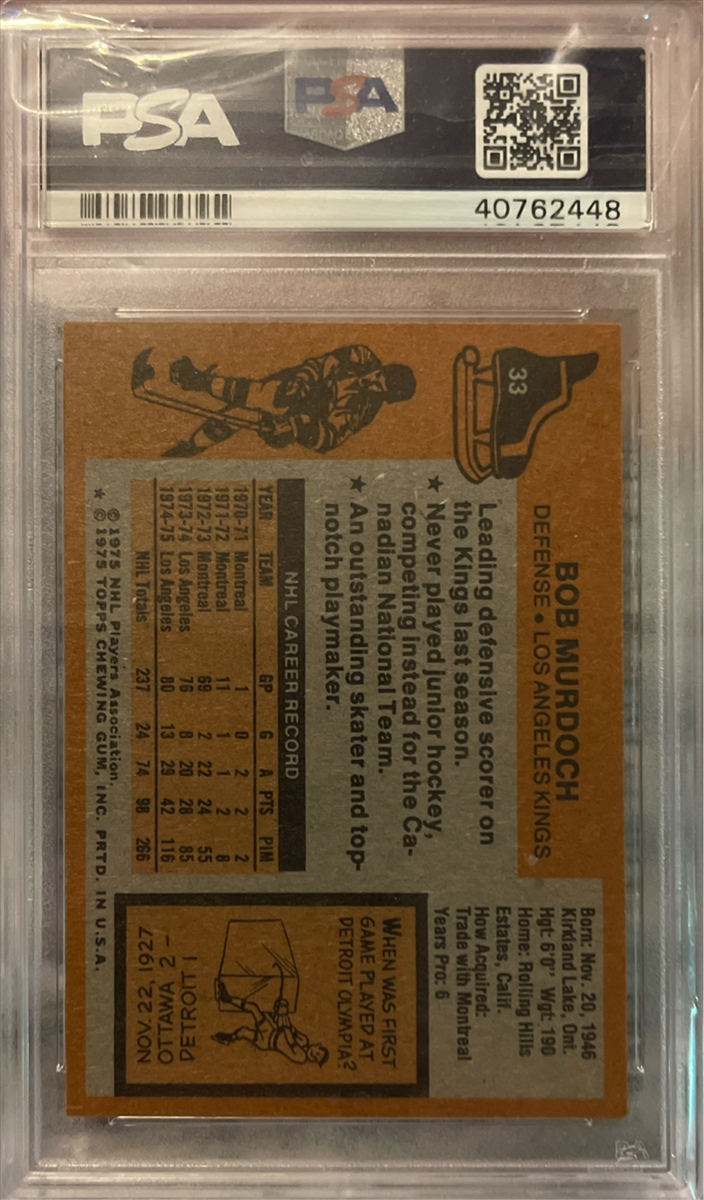 PSA
PSA
40762448
33
BOB MURDOCH
DEFENSE • LOS ANGELES KINGS
Leading defensive scorer on
the Kings last season.
★ Never played junior hockey,
competing instead for the Ca-
nadian National Team.
★ An outstanding skater and top-
notch playmaker.
NHL CAREER RECORD
YEAR TEAM GP G A PTS PIM
1970-71 Montreal 1 0 2 2 2
1971-72 Montreal 11 1 1 2 8
1972-73 Montreal 69 2 22 24 55
1973-74 Los Angeles 76 8 20 28 85
1974-75 Los Angeles 80 13 29 42 116
NHL Totals 237 24 74 98 266
Born: Nov. 20, 1946
Kirkland Lake, Ont.
Hgt: 6'0" Wgt: 190
Home: Rolling Hills
Estates, Calif.
How Acquired:
Trade with Montreal
Years Pro: 6
WHEN WAS FIRST
GAME PLAYED AT
DETROIT OLYMPIA?
NOV. 22, 1927
OTTAWA 2 –
DETROIT 1
© 1975 NHL Players Association.
★ © 1975 TOPPS CHEWING GUM, INC. PRTD. IN U.S.A.